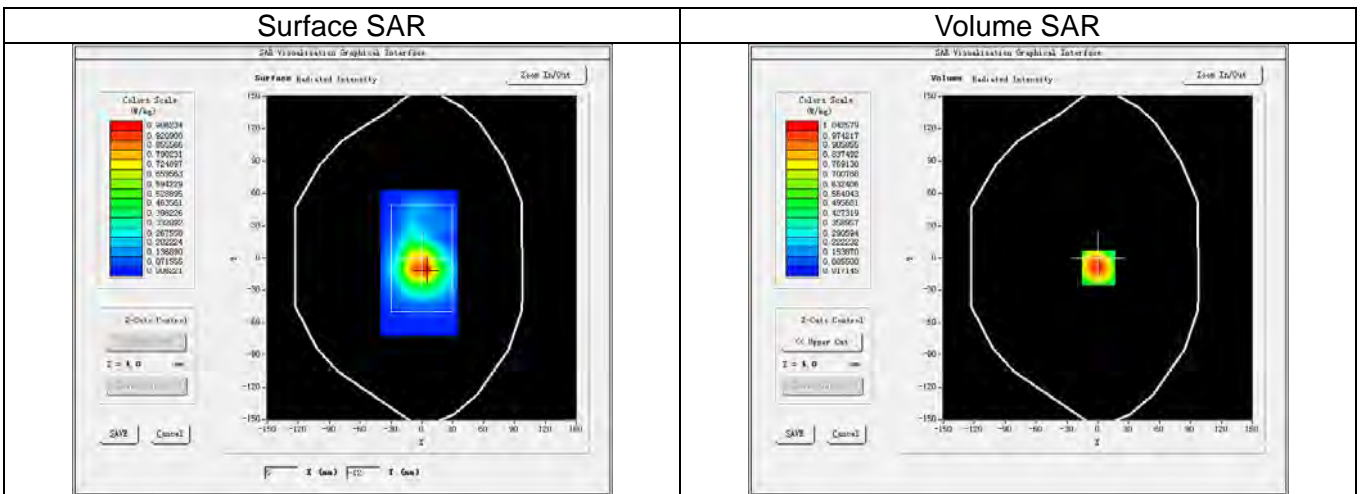 Surface SAR
SAR Visualisation Graphical Interface
Surface Radiated Intensity
Zoom In/Out
Colors Scale
(W/kg)
0.986234
0.920900
0.855566
0.790231
0.724897
0.659563
0.594229
0.528895
0.463561
0.398226
0.332892
0.267558
0.202224
0.136890
0.071555
0.006221
Z-Cuts Control
Z = 4.0 mm
SAVE Cancel
150-
120-
90-
60-
30-
0-
-30-
-60-
-90-
-120-
-150-
-150 -120 -90 -60 -30 0 30 60 90 120 150
X
X (mm) -12 Y (mm)
Volume SAR
SAR Visualisation Graphical Interface
Volume Radiated Intensity
Zoom In/Out
Colors Scale
(W/kg)
1.042579
0.974217
0.905855
0.837492
0.769130
0.700768
0.632406
0.564043
0.495681
0.427319
0.358957
0.290594
0.222232
0.153870
0.085508
0.017145
Z-Cuts Control
<< Upper Cut
Z = 4.0 mm
SAVE Cancel
150-
120-
90-
60-
30-
0-
-30-
-60-
-90-
-120-
-150-
-150 -120 -90 -60 -30 0 30 60 90 120 150
X